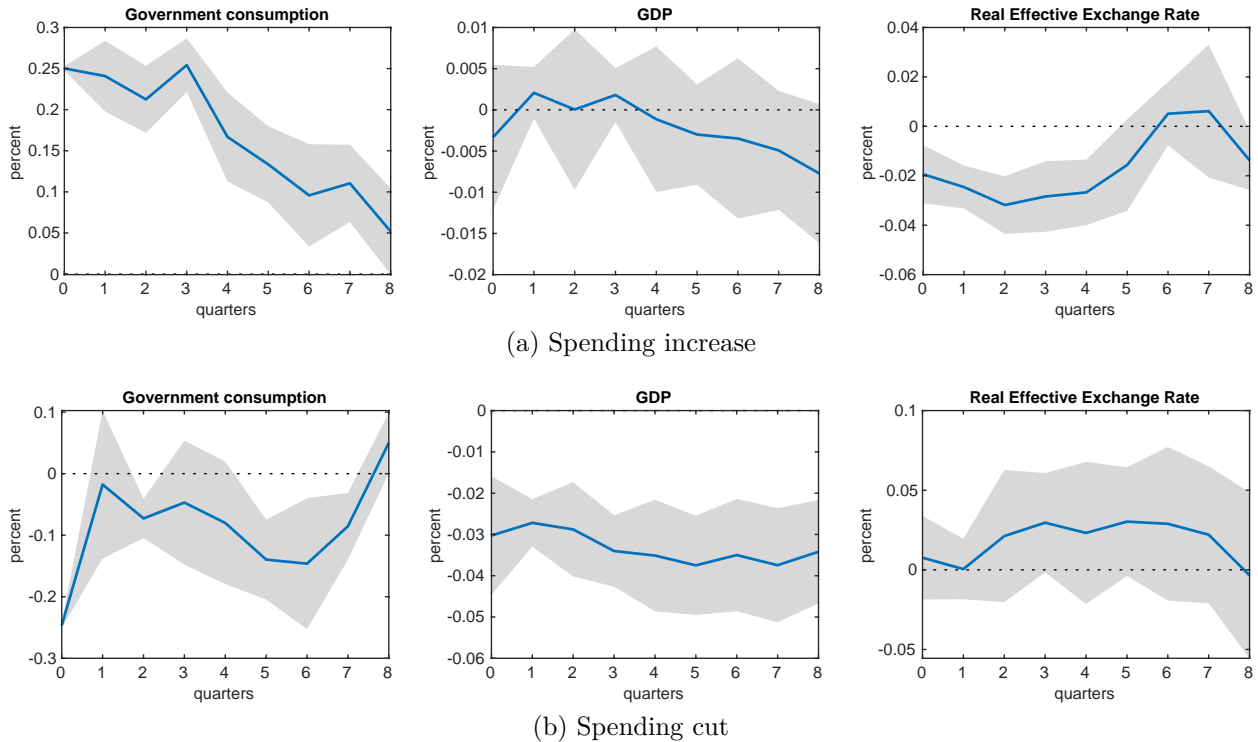 Government consumption
0.3
0.25
0.2
0.15
0.1
0.05
0
percent
0 1 2 3 4 5 6 7 8
quarters
GDP
0.01
0.005
0
-0.005
-0.01
-0.015
-0.02
percent
0 1 2 3 4 5 6 7 8
quarters
Real Effective Exchange Rate
0.04
0.02
0
-0.02
-0.04
-0.06
percent
0 1 2 3 4 5 6 7 8
quarters
(a) Spending increase
Government consumption
0.1
0
-0.1
-0.2
-0.3
percent
0 1 2 3 4 5 6 7 8
quarters
GDP
0
-0.01
-0.02
-0.03
-0.04
-0.05
-0.06
percent
0 1 2 3 4 5 6 7 8
quarters
Real Effective Exchange Rate
0.1
0.05
0
-0.05
percent
0 1 2 3 4 5 6 7 8
quarters
(b) Spending cut